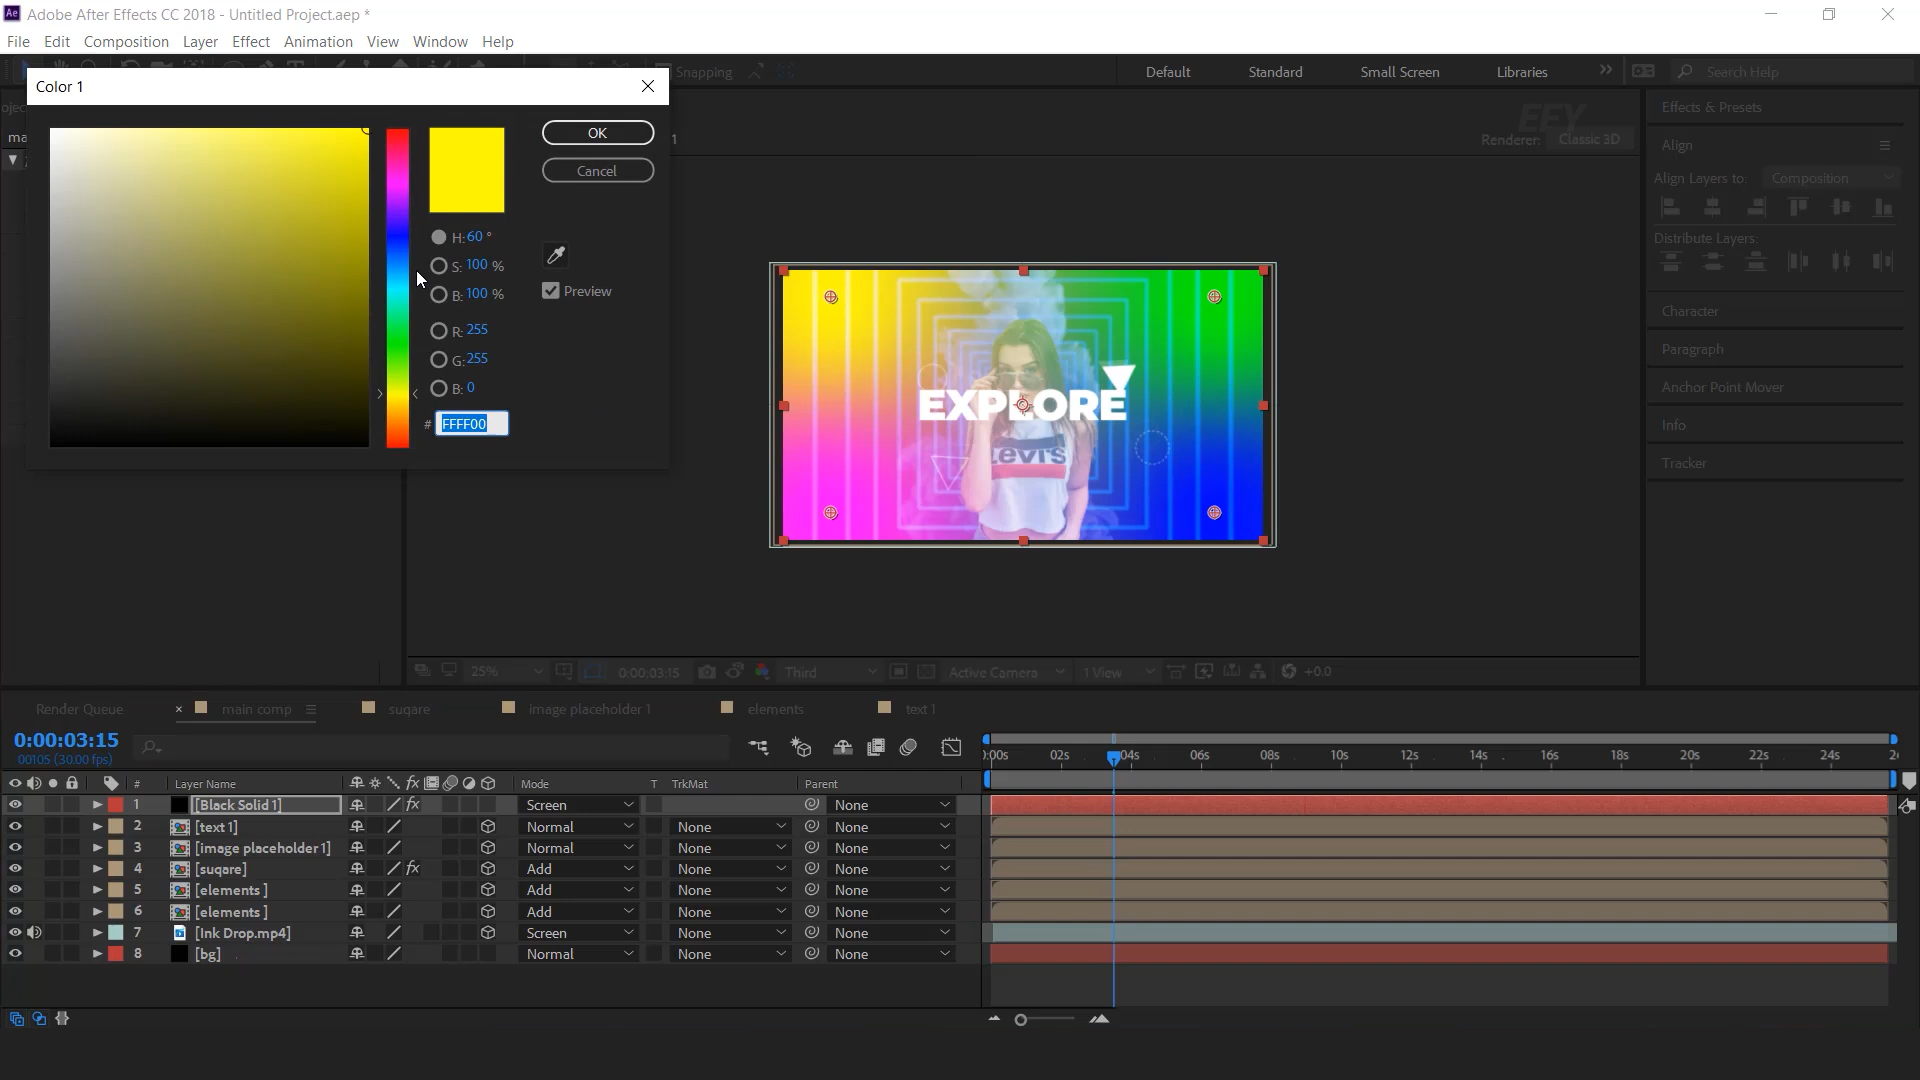 Adobe After Effects CC 2018 - Untitled Project.aep *
File Edit Composition Layer Effect Animation View Window Help
Snapping Default Standard Small Screen Libraries Search Help
Color 1
OK
Cancel
H: 60 °
S: 100 %
B: 100 %
Preview
R: 255
G: 255
B: 0
# FFFF00
EEY
Renderer: Classic 3D
EXPLORE
LEVI'S
Effects & Presets
Align
Align Layers to: Composition
Distribute Layers:
Character
Paragraph
Anchor Point Mover
Info
Tracker
25% 0:00:03:15 Third Active Camera 1 View +0.0
Render Queue × main comp suqare image placeholder 1 elements text 1
0:00:03:15
00105 (30.00 fps)
:00s 02s 04s 06s 08s 10s 12s 14s 16s 18s 20s 22s 24s
# Layer Name fx Mode T TrkMat Parent
1 [Black Solid 1] fx Screen None
2 [text 1] Normal None None
3 [image placeholder 1] Normal None None
4 [suqare] fx Add None None
5 [elements ] Add None None
6 [elements ] Add None None
7 [Ink Drop.mp4] Screen None None
8 [bg] Normal None None